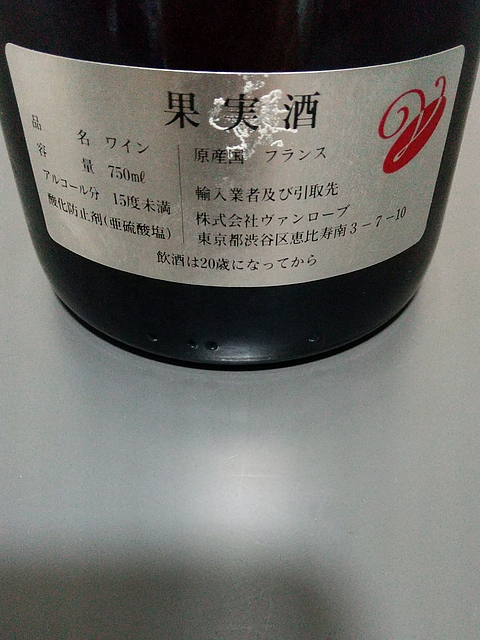 果実酒
品名 ワイン
容量 750mℓ
アルコール分 15度未満
酸化防止剤(亜硫酸塩)
原産国 フランス
輸入業者及び引取先
株式会社ヴァンローブ
東京都渋谷区恵比寿南3-7-10
飲酒は20歳になってから